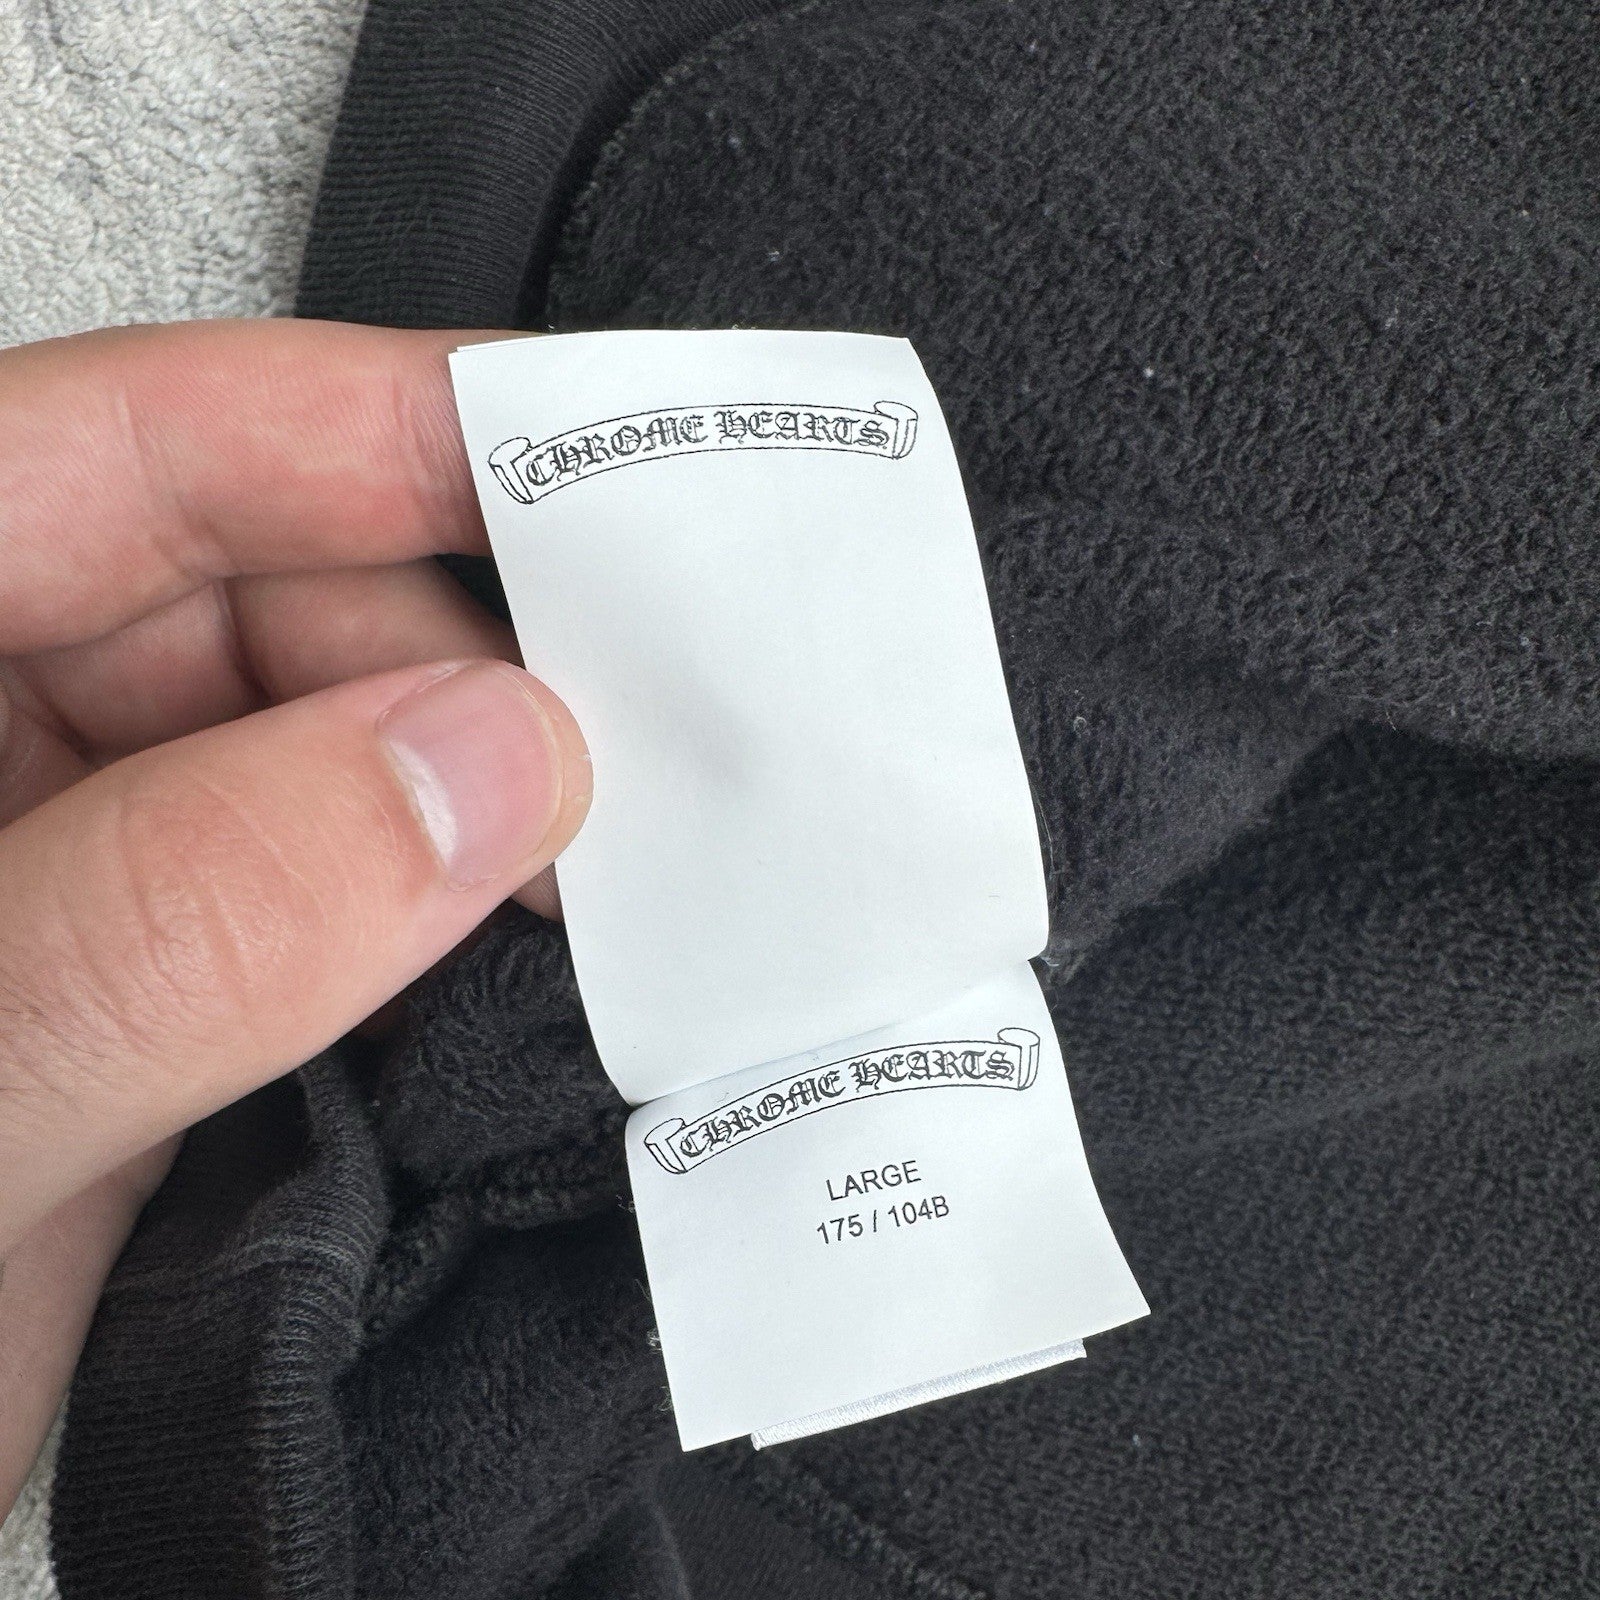 CHROME HEARTS
CHROME HEARTS
LARGE
175 / 104B